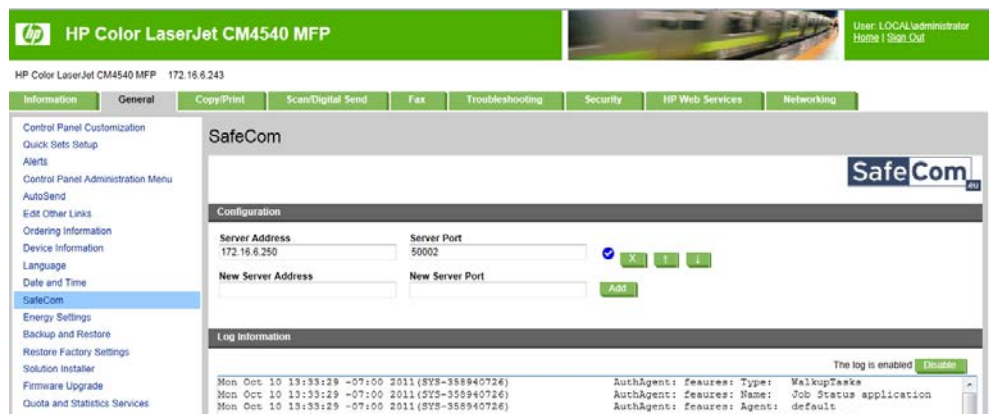 hp HP Color LaserJet CM4540 MFP
User: LOCAL\administrator
Home | Sign Out
HP Color LaserJet CM4540 MFP 172.16.6.243
Information General Copy/Print Scan/Digital Send Fax Troubleshooting Security HP Web Services Networking
Control Panel Customization
Quick Sets Setup
Alerts
Control Panel Administration Menu
AutoSend
Edit Other Links
Ordering Information
Device Information
Language
Date and Time
SafeCom
Energy Settings
Backup and Restore
Restore Factory Settings
Solution Installer
Firmware Upgrade
Quota and Statistics Services
SafeCom
SafeCom.eu
Configuration
Server Address Server Port
172.16.6.250 50002 X ↑ ↓
New Server Address New Server Port
Add
Log Information
The log is enabled Disable
Mon Oct 10 13:33:29 -07:00 2011(SYS-358940726) AuthAgent: feaures: Type: WalkupTasks
Mon Oct 10 13:33:29 -07:00 2011(SYS-358940726) AuthAgent: feaures: Name: Job Status application
Mon Oct 10 13:33:29 -07:00 2011(SYS-358940726) AuthAgent: feaures: Agent: default